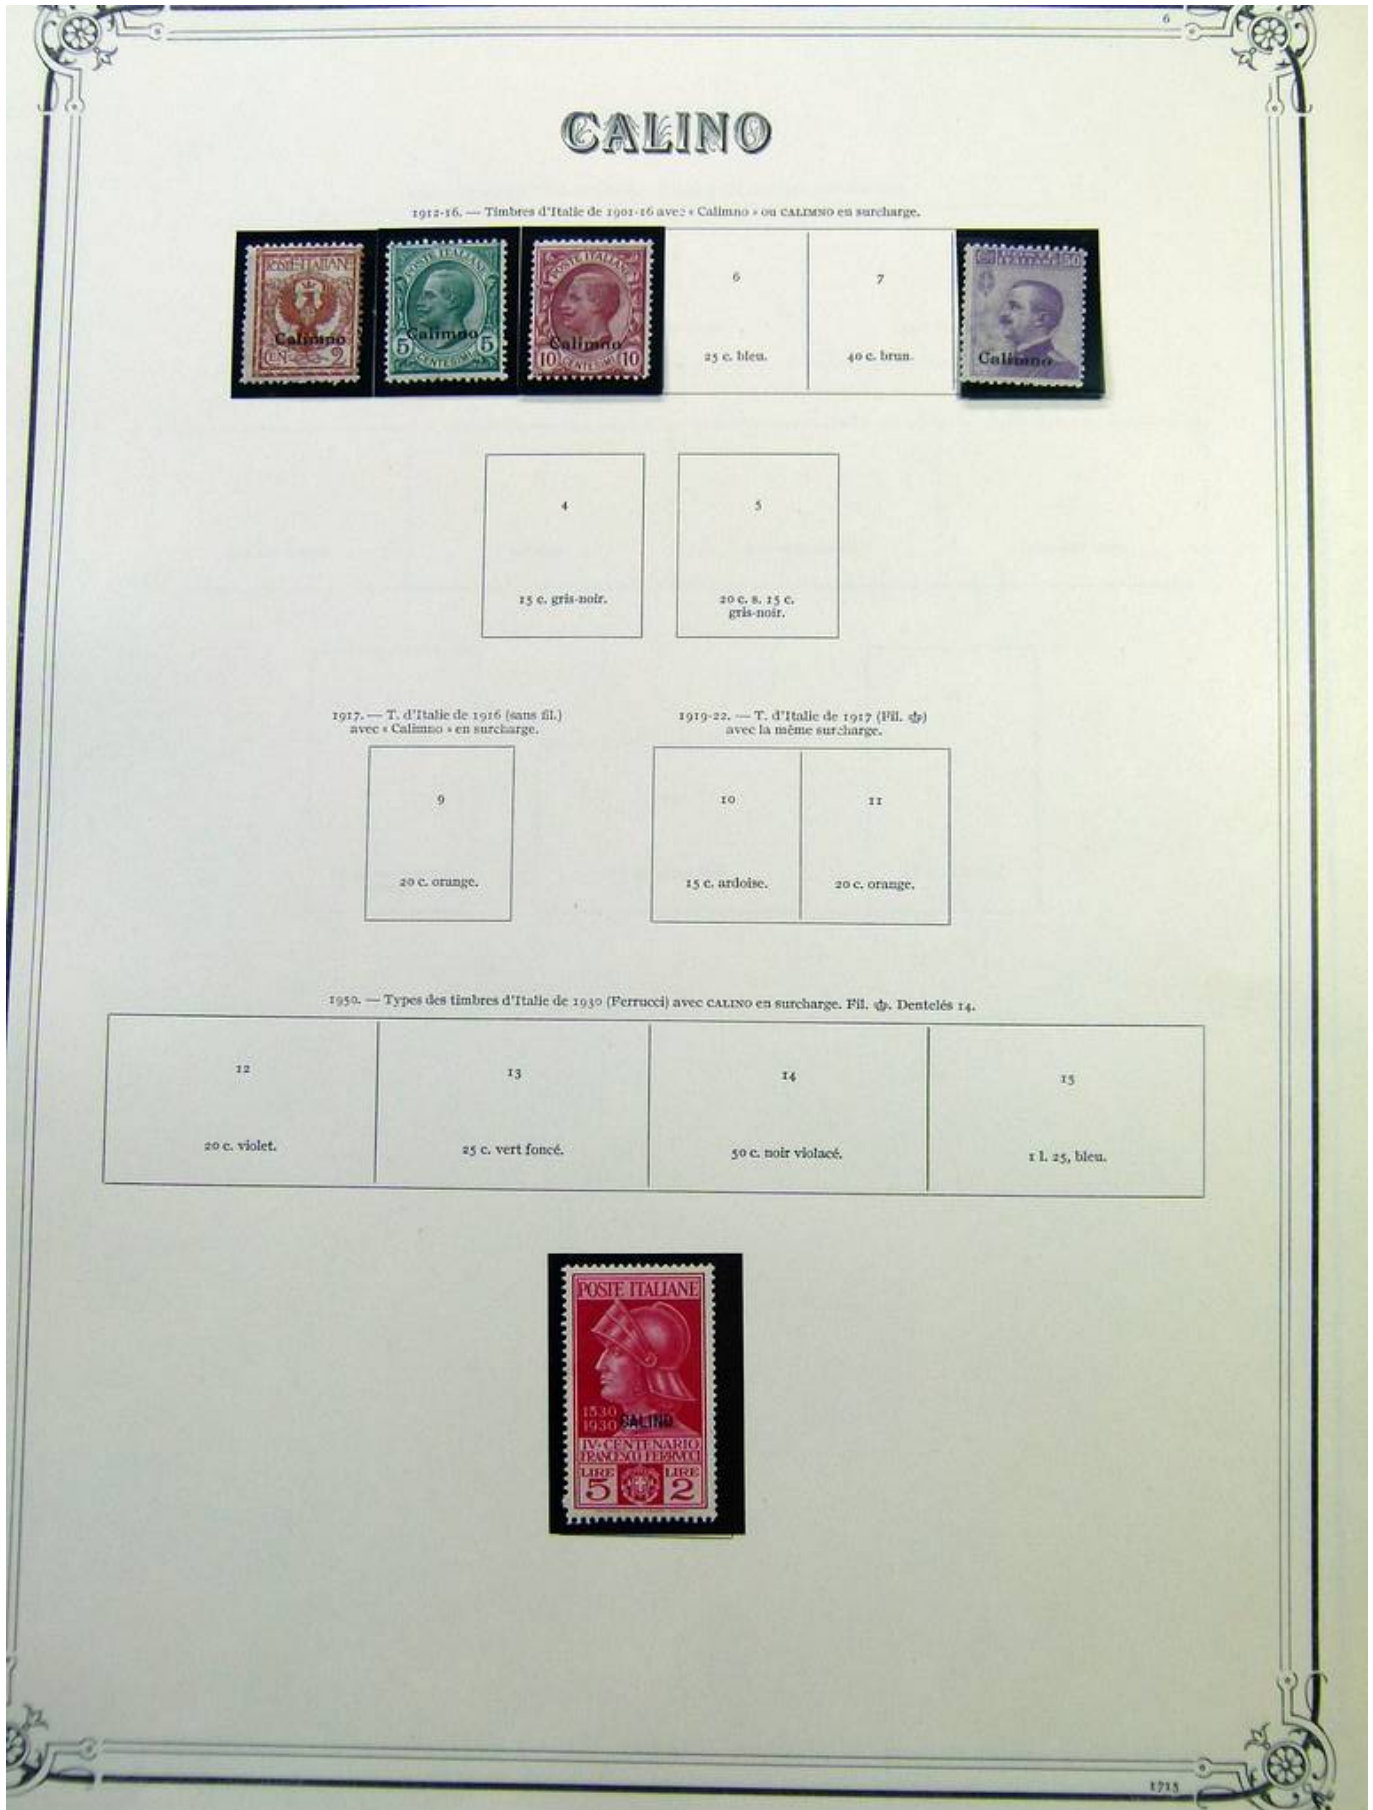 6
CALINO
1912-16. — Timbres d'Italie de 1901-16 avec « Calimno » ou CALIMNO en surcharge.
POSTE·ITALIANE
Calimno
CEN. 2
POSTE ITALIANE
Calimno
5 5
CENTESIMI
POSTE ITALIANE
Calimno
10 10
CENTESIMI
6
25 c. bleu.
7
40 c. brun.
50
Calimno
4
15 c. gris-noir.
5
20 c. s. 15 c.
gris-noir.
1917. — T. d'Italie de 1916 (sans fil.)
avec « Calimno » en surcharge.
9
20 c. orange.
1919-22. — T. d'Italie de 1917 (Fil.)
avec la même surcharge.
10
15 c. ardoise.
11
20 c. orange.
1950. — Types des timbres d'Italie de 1930 (Ferrucci) avec CALINO en surcharge. Fil. . Dentelés 14.
12
20 c. violet.
13
25 c. vert foncé.
14
50 c. noir violacé.
15
1 l. 25, bleu.
POSTE ITALIANE
1530
1930 CALINO
IV° CENTENARIO
FRANCESCO FERRUCCI
LIRE LIRE
5 2
1715